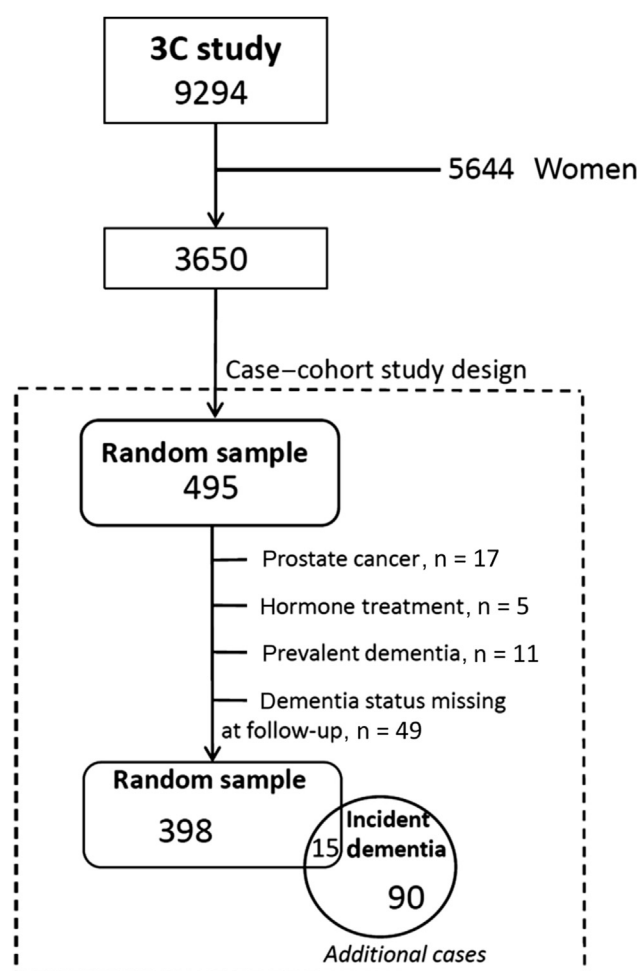 3C study
9294
5644 Women
3650
Case–cohort study design
Random sample
495
Prostate cancer, n = 17
Hormone treatment, n = 5
Prevalent dementia, n = 11
Dementia status missing
at follow-up, n = 49
Random sample
398
Incident
15 dementia
90
Additional cases